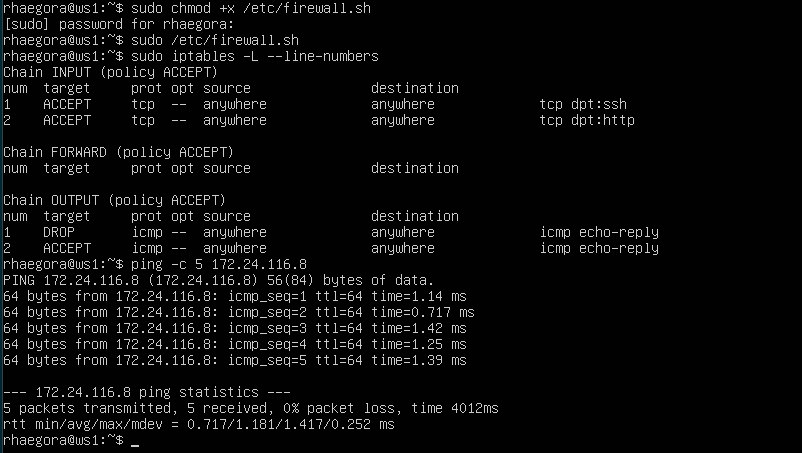 rhaegora@ws1:~$ sudo chmod +x /etc/firewall.sh
[sudo] password for rhaegora:
rhaegora@ws1:~$ sudo /etc/firewall.sh
rhaegora@ws1:~$ sudo iptables -L --line-numbers
Chain INPUT (policy ACCEPT)
num  target     prot opt source               destination
1    ACCEPT     tcp  --  anywhere             anywhere             tcp dpt:ssh
2    ACCEPT     tcp  --  anywhere             anywhere             tcp dpt:http

Chain FORWARD (policy ACCEPT)
num  target     prot opt source               destination

Chain OUTPUT (policy ACCEPT)
num  target     prot opt source               destination
1    DROP       icmp --  anywhere             anywhere             icmp echo-reply
2    ACCEPT     icmp --  anywhere             anywhere             icmp echo-reply
rhaegora@ws1:~$ ping -c 5 172.24.116.8
PING 172.24.116.8 (172.24.116.8) 56(84) bytes of data.
64 bytes from 172.24.116.8: icmp_seq=1 ttl=64 time=1.14 ms
64 bytes from 172.24.116.8: icmp_seq=2 ttl=64 time=0.717 ms
64 bytes from 172.24.116.8: icmp_seq=3 ttl=64 time=1.42 ms
64 bytes from 172.24.116.8: icmp_seq=4 ttl=64 time=1.25 ms
64 bytes from 172.24.116.8: icmp_seq=5 ttl=64 time=1.39 ms

--- 172.24.116.8 ping statistics ---
5 packets transmitted, 5 received, 0% packet loss, time 4012ms
rtt min/avg/max/mdev = 0.717/1.181/1.417/0.252 ms
rhaegora@ws1:~$ _